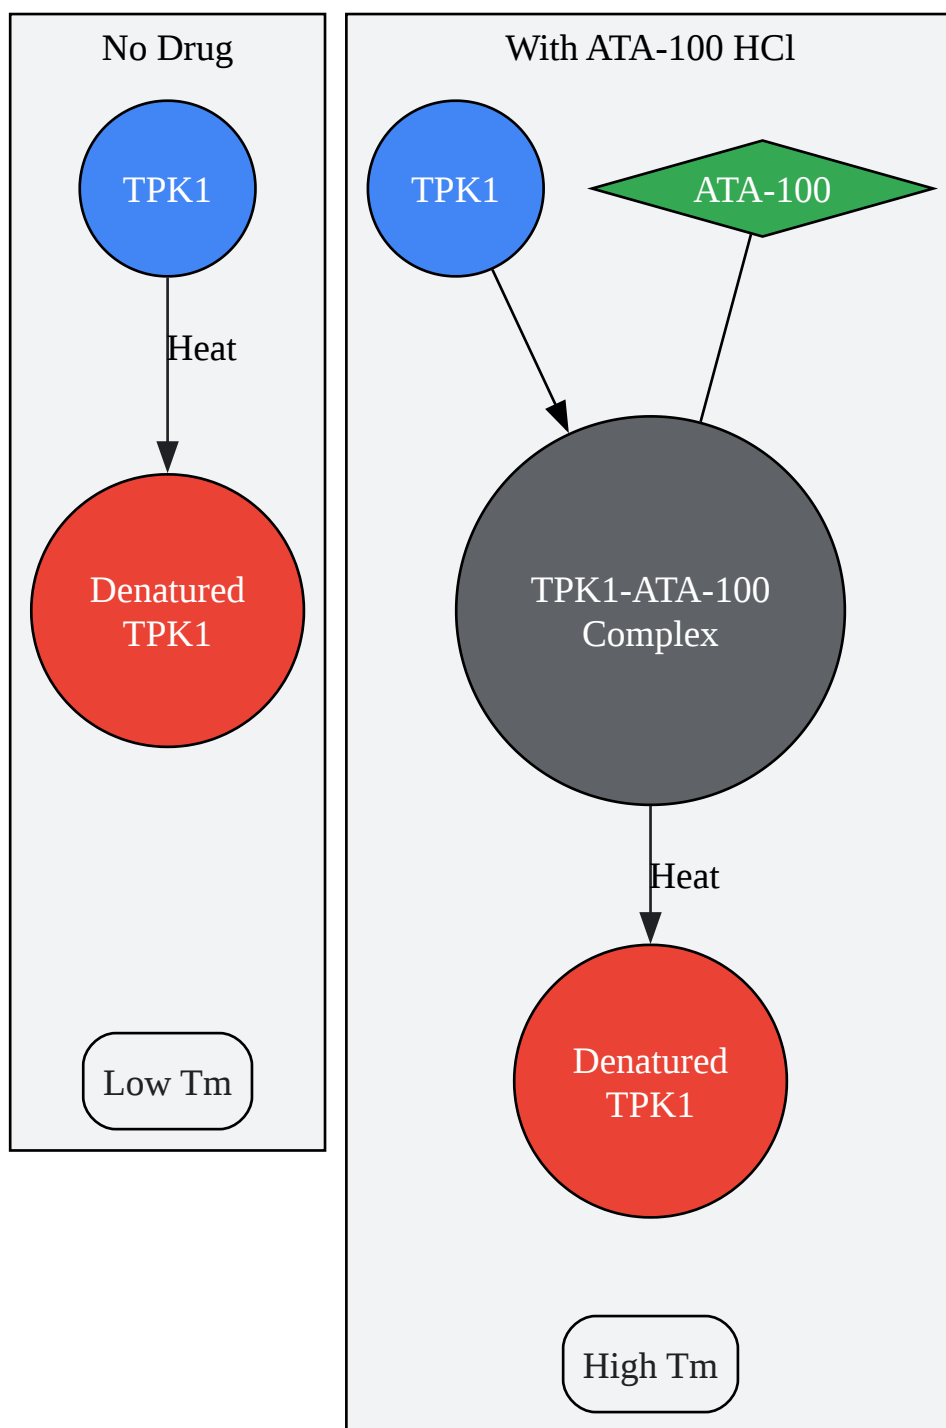 No Drug
TPK1
Heat
Denatured
TPK1
Low Tm
With ATA-100 HCl
TPK1
ATA-100
TPK1-ATA-100
Complex
Heat
Denatured
TPK1
High Tm